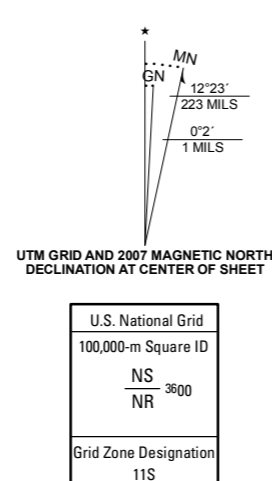 ★
MN
GN
12°23´
223 MILS
0°2´
1 MILS
UTM GRID AND 2007 MAGNETIC NORTH
DECLINATION AT CENTER OF SHEET
U.S. National Grid
100,000-m Square ID
NS
NR
3600
Grid Zone Designation
11S